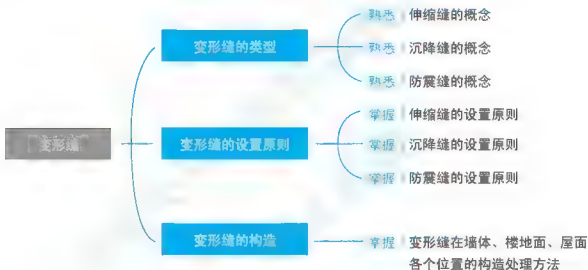 变形缝
变形缝的类型
熟悉 伸缩缝的概念
熟悉 沉降缝的概念
熟悉 防震缝的概念
变形缝的设置原则
掌握 伸缩缝的设置原则
掌握 沉降缝的设置原则
掌握 防震缝的设置原则
变形缝的构造
掌握 变形缝在墙体、楼地面、屋面
各个位置的构造处理方法